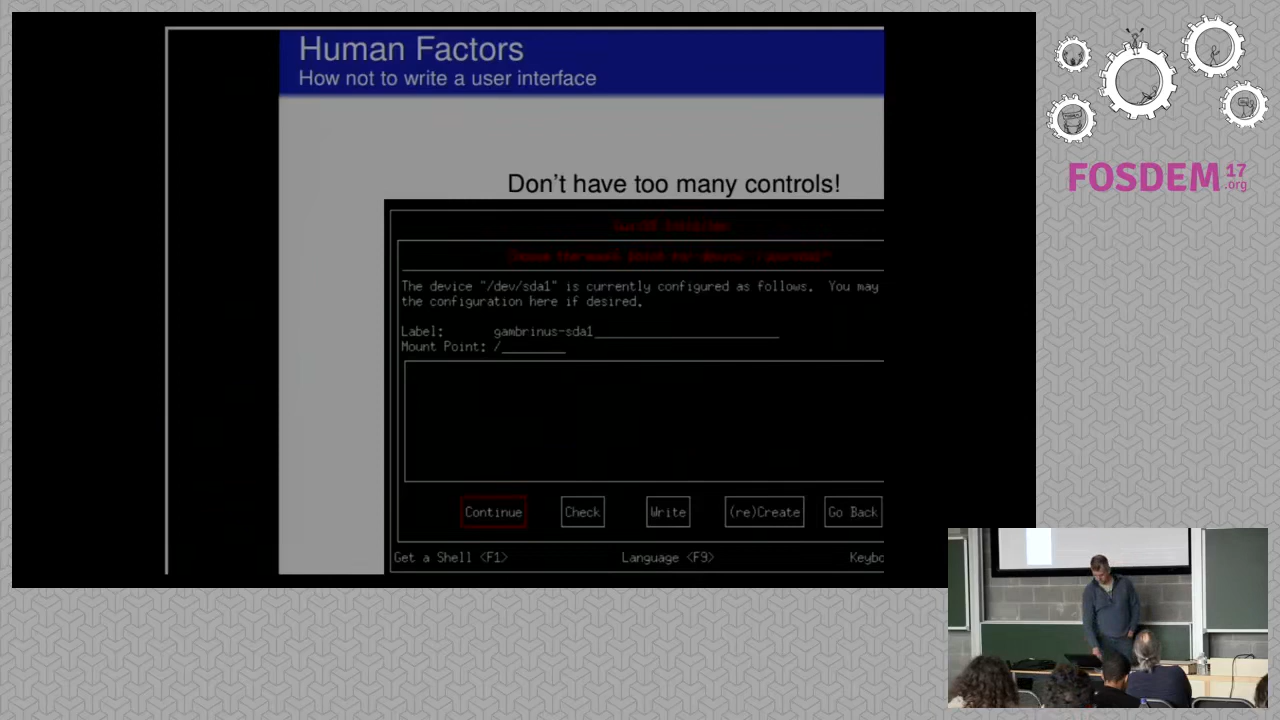 Human Factors
How not to write a user interface
Don't have too many controls!
The device "/dev/sda1" is currently configured as follows. You may
the configuration here if desired.
Label: gambrinus-sda1
Mount Point: /
Continue Check Write (re)Create Go Back
Get a Shell <F1> Language <F9> Keybo
FOSDEM 17
.org